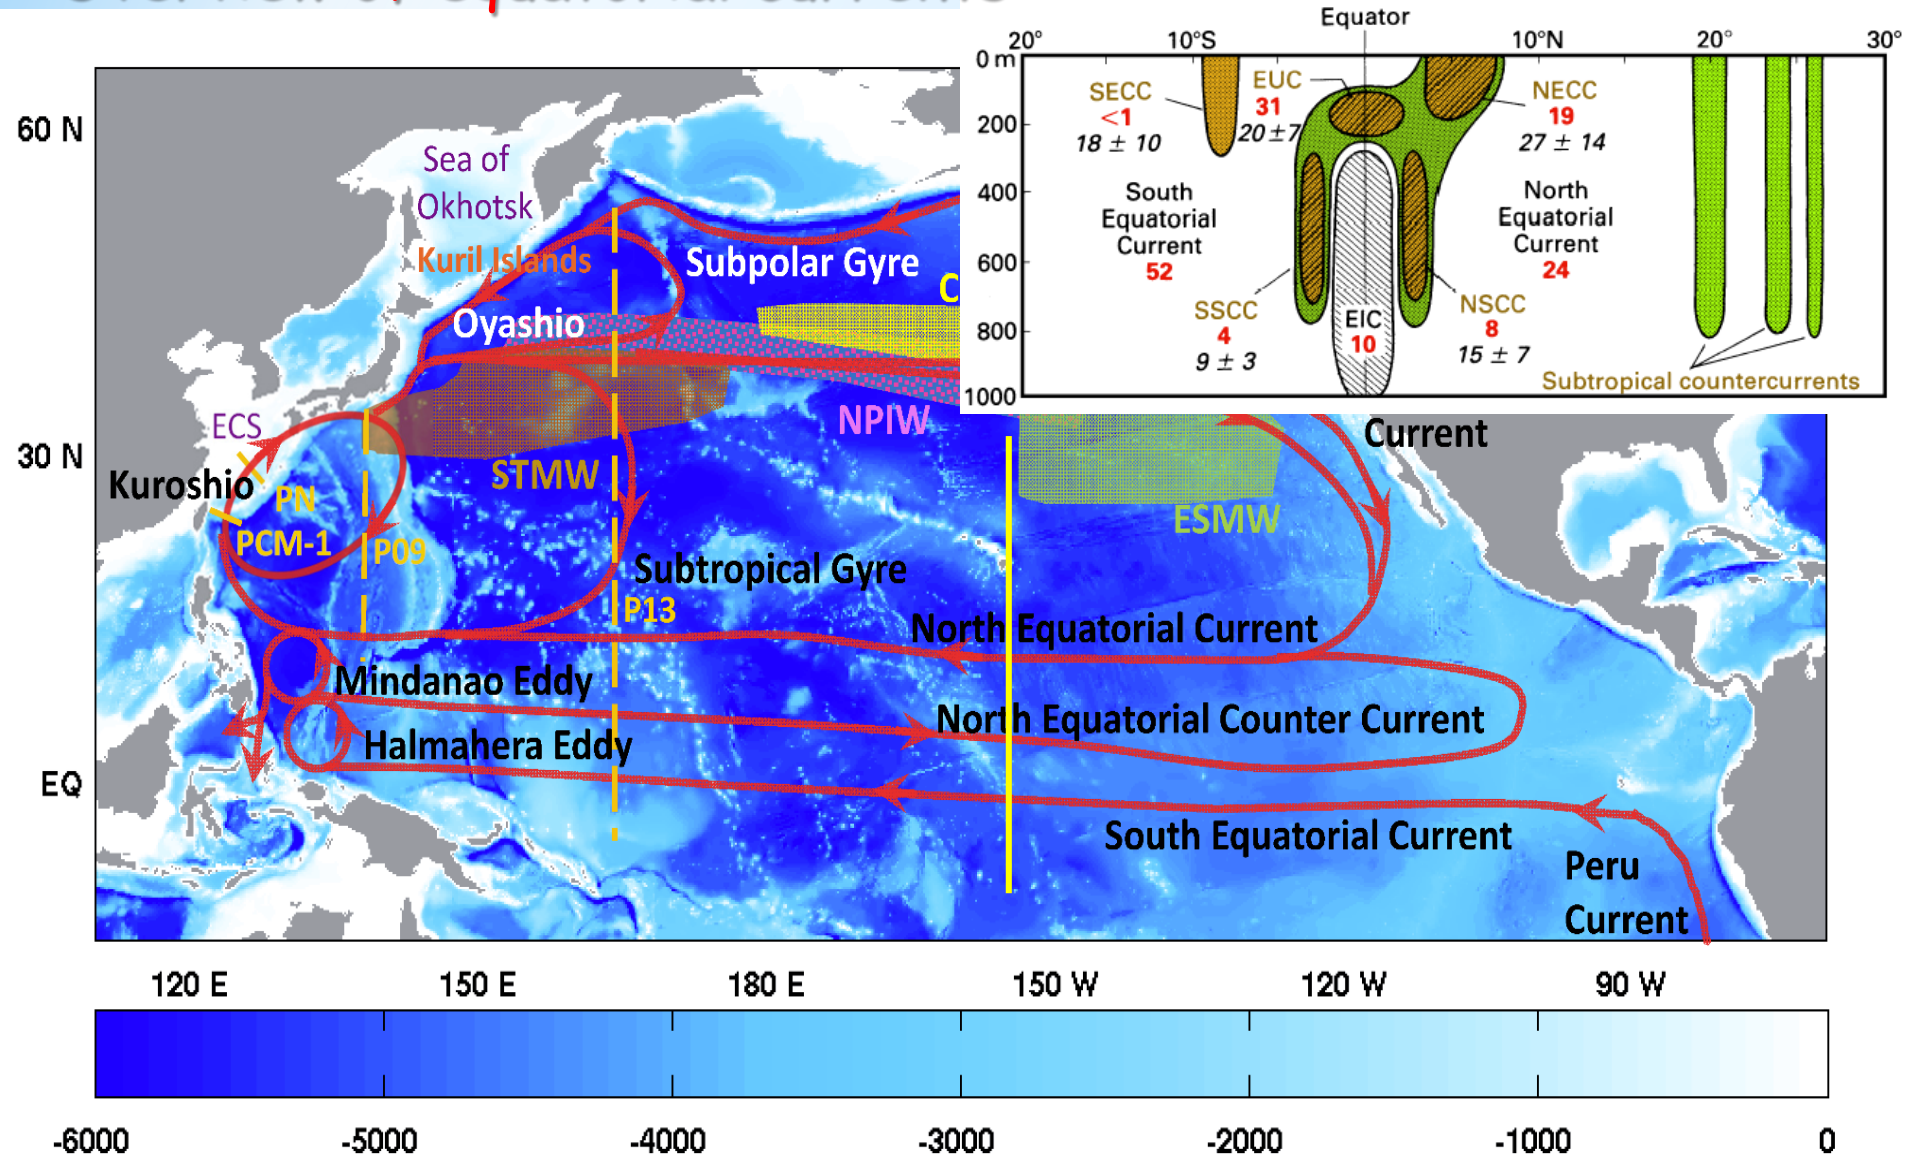 Equatorial currents
Equator
20°
10°S
10°N
20°
30°
0 m
200
400
600
800
1000
SECC
<1
18 ± 10
EUC
31
20 ±7
NECC
19
27 ± 14
South
Equatorial
Current
52
North
Equatorial
Current
24
SSCC
4
9 ± 3
EIC
10
NSCC
8
15 ± 7
Subtropical countercurrents
60 N
30 N
EQ
Sea of
Okhotsk
Kuril Islands
Subpolar Gyre
C
Oyashio
NPIW
Current
ECS
STMW
Kuroshio
PN
PCM-1
P09
ESMW
Subtropical Gyre
P13
North Equatorial Current
Mindanao Eddy
North Equatorial Counter Current
Halmahera Eddy
South Equatorial Current
Peru
Current
120 E
150 E
180 E
150 W
120 W
90 W
-6000
-5000
-4000
-3000
-2000
-1000
0